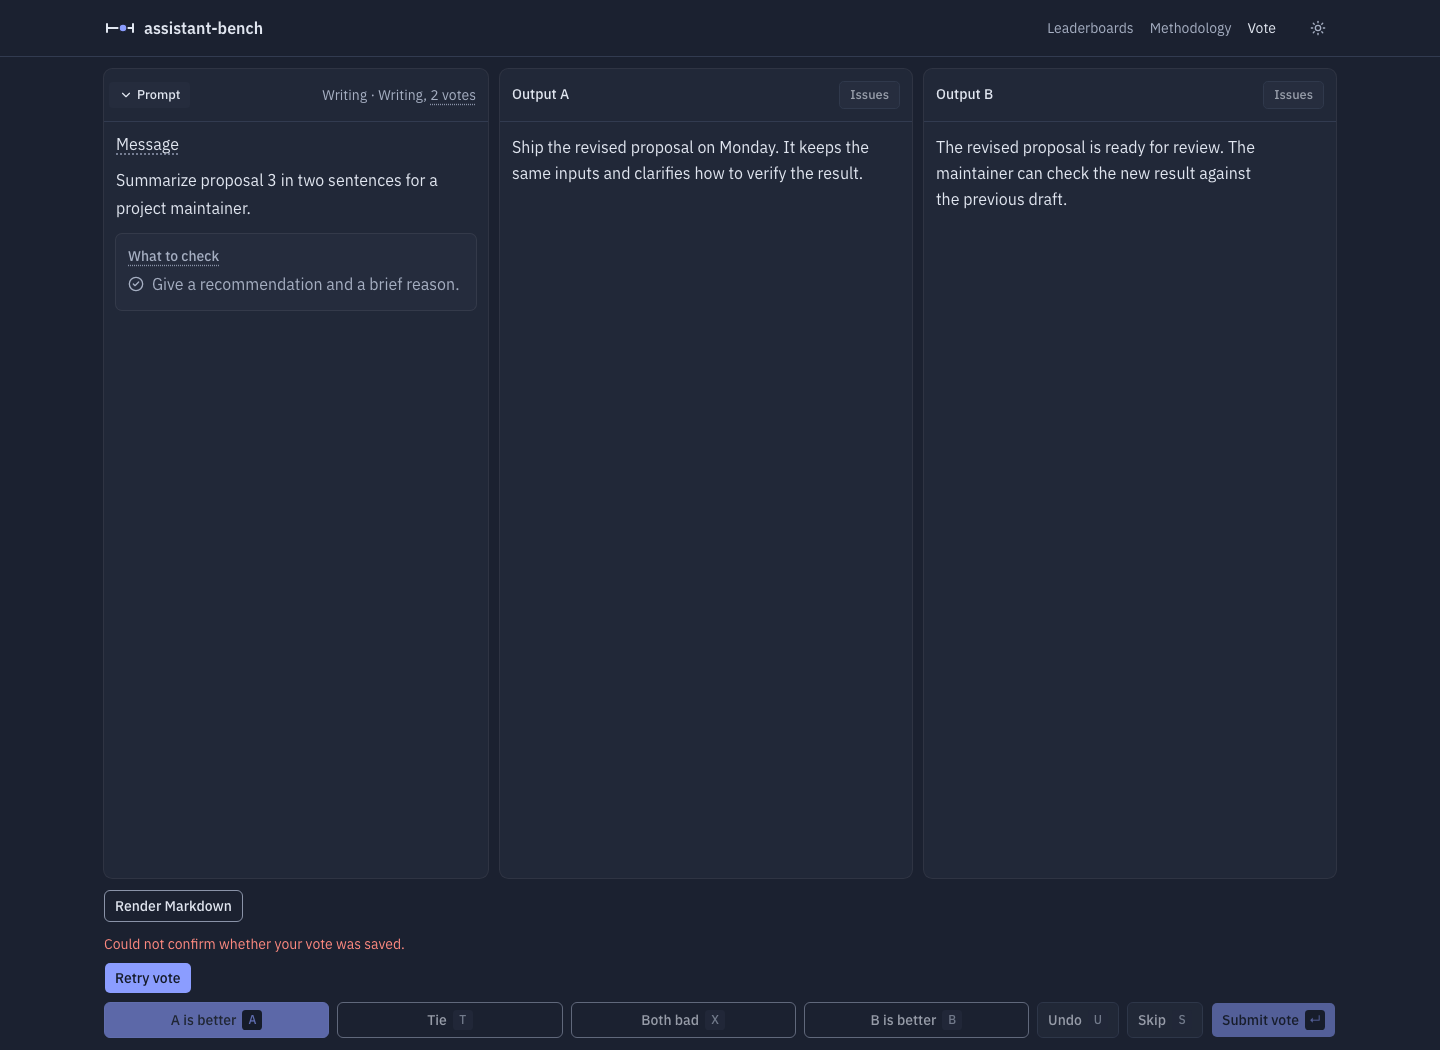 assistant-bench
Leaderboards
Methodology
Vote
Prompt
Writing · Writing, 2 votes
Message
Summarize proposal 3 in two sentences for a
project maintainer.
What to check
Give a recommendation and a brief reason.
Output A
Issues
Ship the revised proposal on Monday. It keeps the
same inputs and clarifies how to verify the result.
Output B
Issues
The revised proposal is ready for review. The
maintainer can check the new result against
the previous draft.
Render Markdown
Could not confirm whether your vote was saved.
Retry vote
A is better A
Tie T
Both bad X
B is better B
Undo U
Skip S
Submit vote